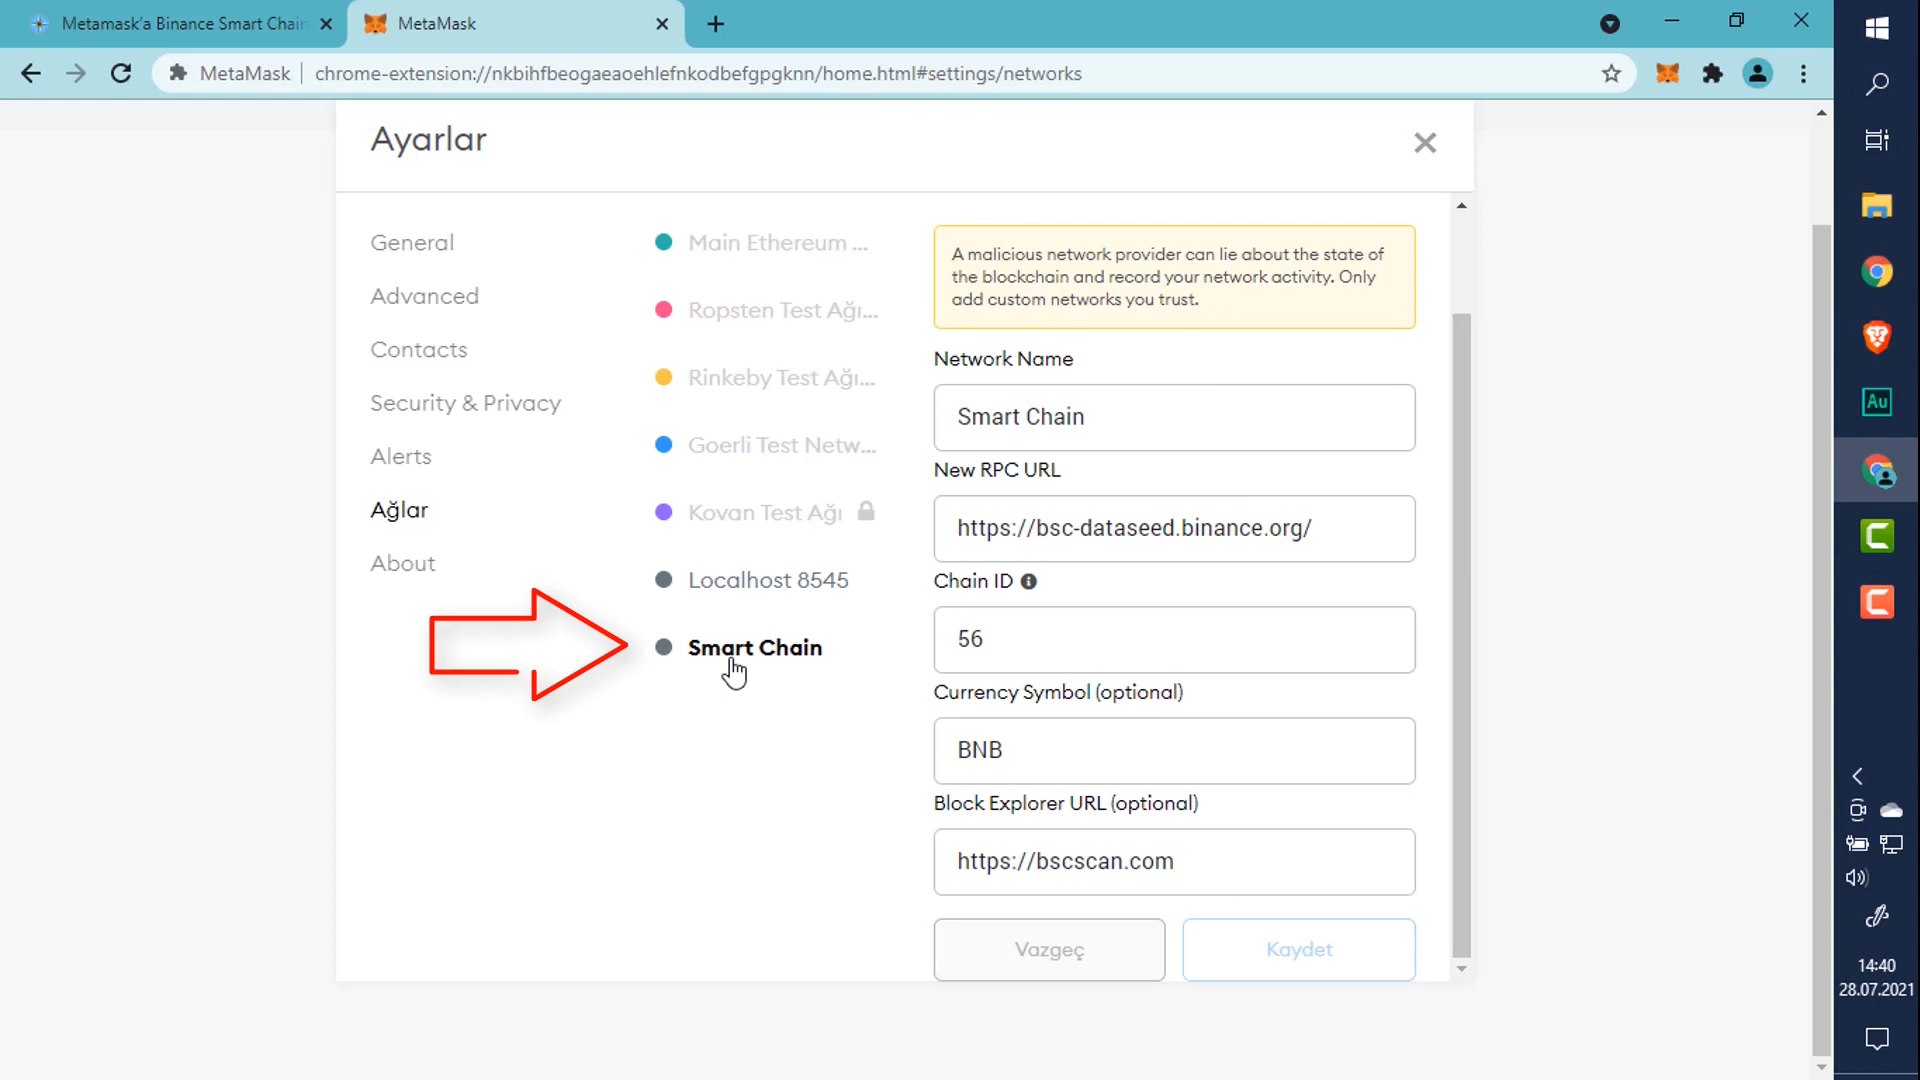 Metamask'a Binance Smart Chain
MetaMask
MetaMask
chrome-extension://nkbihfbeogaeaoehlefnkodbefgpgknn/home.html#settings/networks
Ayarlar
General
Advanced
Contacts
Security & Privacy
Alerts
Ağlar
About
Main Ethereum ...
Ropsten Test Ağı...
Rinkeby Test Ağı...
Goerli Test Netw...
Kovan Test Ağı
Localhost 8545
Smart Chain
A malicious network provider can lie about the state of
the blockchain and record your network activity. Only
add custom networks you trust.
Network Name
Smart Chain
New RPC URL
https://bsc-dataseed.binance.org/
Chain ID
56
Currency Symbol (optional)
BNB
Block Explorer URL (optional)
https://bscscan.com
Vazgeç
Kaydet
Au
14:40
28.07.2021